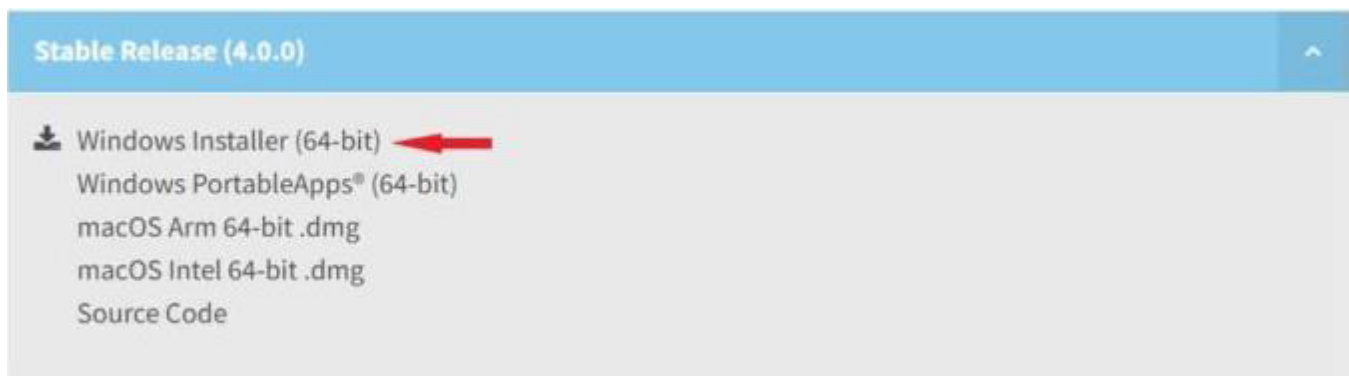 Stable Release (4.0.0)
Windows Installer (64-bit)
Windows PortableApps® (64-bit)
macOS Arm 64-bit .dmg
macOS Intel 64-bit .dmg
Source Code